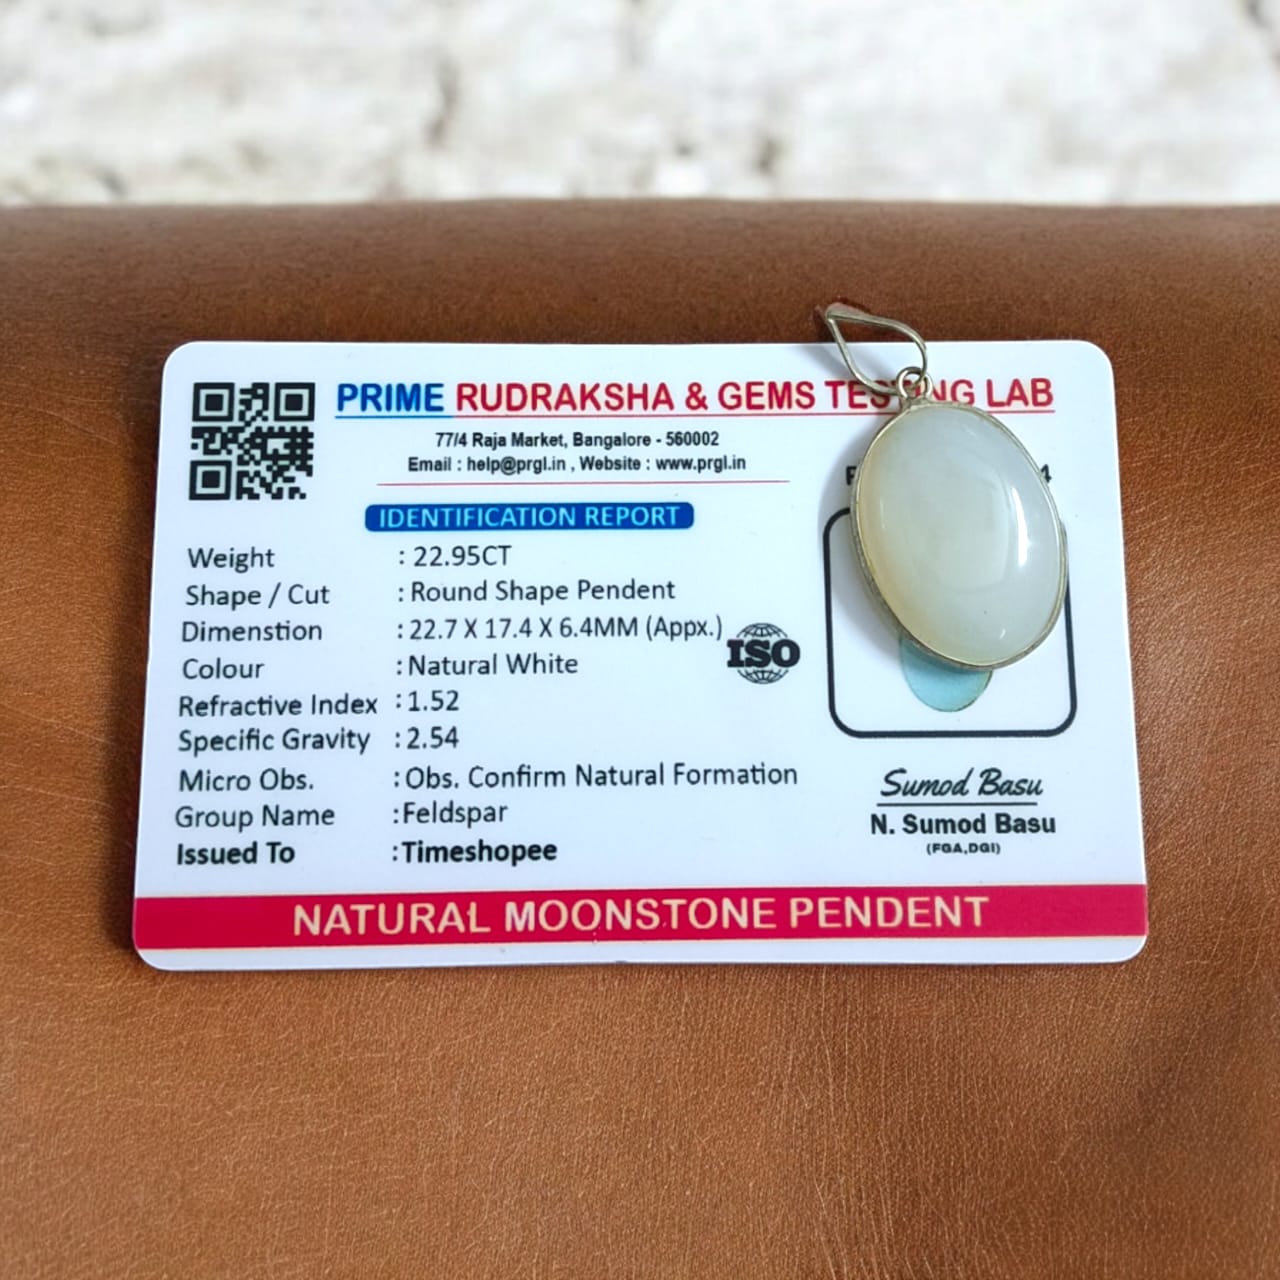 PRIME RUDRAKSHA & GEMS TESTING LAB
77/4 Raja Market, Bangalore - 560002
Email : help@prgl.in , Website : www.prgl.in
IDENTIFICATION REPORT
Weight : 22.95CT
Shape / Cut : Round Shape Pendent
Dimenstion : 22.7 X 17.4 X 6.4MM (Appx.)
Colour : Natural White
Refractive Index : 1.52
Specific Gravity : 2.54
Micro Obs. : Obs. Confirm Natural Formation
Group Name : Feldspar
Issued To : Timeshopee
ISO
Sumod Basu
N. Sumod Basu
(FGA,DGI)
NATURAL MOONSTONE PENDENT